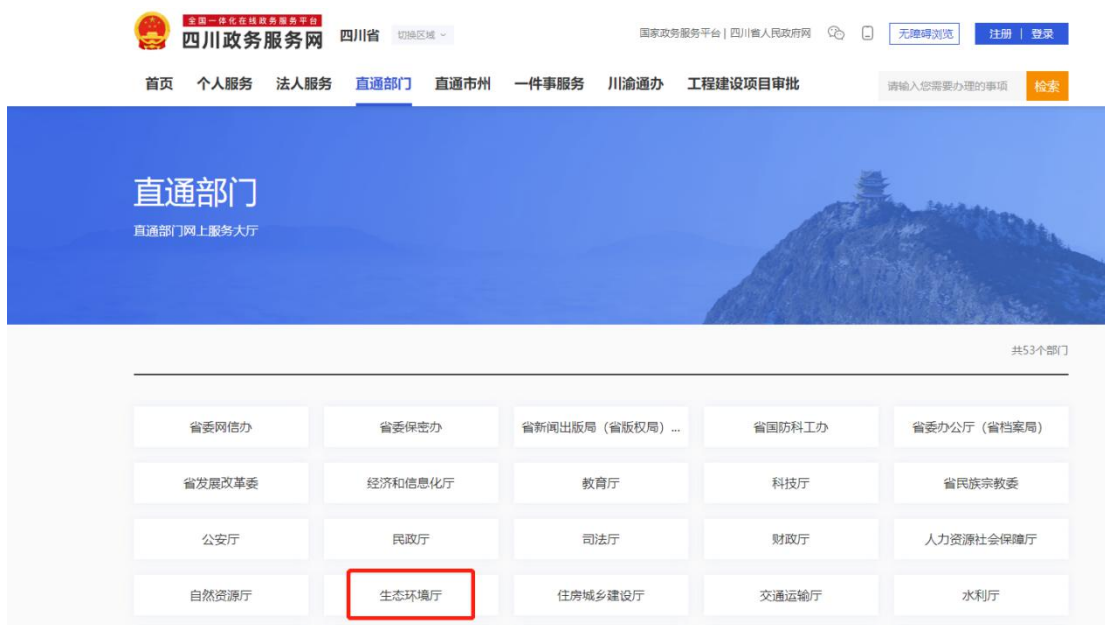 全国一体化在线政务服务平台
四川政务服务网
四川省
切换区域
国家政务服务平台 | 四川省人民政府网
无障碍浏览
注册 | 登录
首页 个人服务 法人服务 直通部门 直通市州 一件事服务 川渝通办 工程建设项目审批
请输入您需要办理的事项
检索
直通部门
直通部门网上服务大厅
共53个部门
省委网信办 省委保密办 省新闻出版局（省版权局）... 省国防科工办 省委办公厅（省档案局）
省发展改革委 经济和信息化厅 教育厅 科技厅 省民族宗教委
公安厅 民政厅 司法厅 财政厅 人力资源社会保障厅
自然资源厅 生态环境厅 住房城乡建设厅 交通运输厅 水利厅